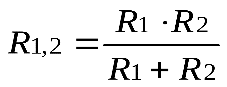 R1,2 = R1 · R2 / R1 + R2